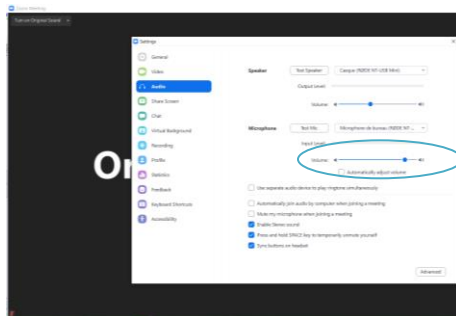 Zoom Meeting
Turn on Original Sound
Settings
General
Video
Audio
Share Screen
Chat
Virtual Background
Recording
Profile
Statistics
Feedback
Keyboard Shortcuts
Accessibility
Speaker
Test Speaker
Output Level:
Volume:
Microphone
Test Mic
Input Level:
Volume:
Automatically adjust volume
Use separate audio device to play ringtone simultaneously
Automatically join audio by computer when joining a meeting
Mute my microphone when joining a meeting
Enable Stereo sound
Press and hold SPACE key to temporarily unmute yourself
Sync buttons on headset
Advanced